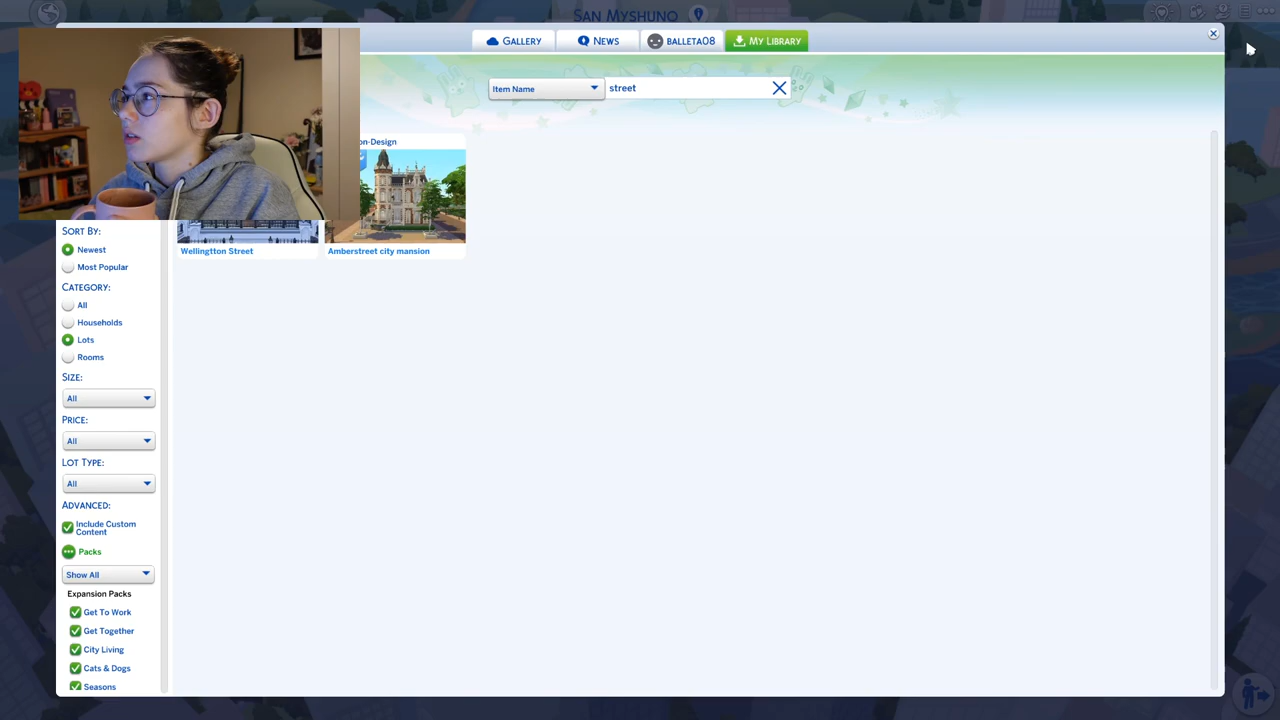 San Myshuno
Gallery
News
balleta08
My Library
Item Name
street
on-Design
Wellingtton Street
Amberstreet city mansion
Sort By:
Newest
Most Popular
Category:
All
Households
Lots
Rooms
Size:
All
Price:
All
Lot Type:
All
Advanced:
Include Custom
Content
Packs
Show All
Expansion Packs
Get To Work
Get Together
City Living
Cats & Dogs
Seasons